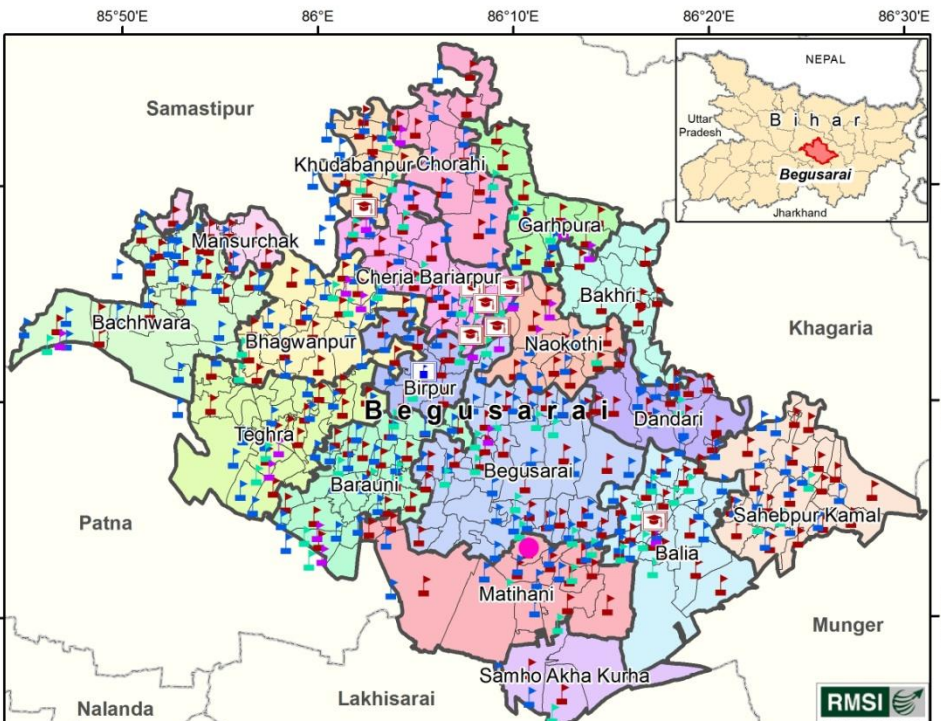 85°50'E
86°E
86°10'E
86°20'E
86°30'E
NEPAL
Uttar
Pradesh
Bihar
Begusarai
Jharkhand
Samastipur
Khudabanpur
Chorahi
Garhpura
Mansurchak
Cheria Bariarpur
Bakhri
Bachhwara
Bhagwanpur
Naokothi
Khagaria
Birpur
Begusarai
Dandari
Teghra
Barauni
Begusarai
Sahebpur Kamal
Patna
Balia
Matihani
Munger
Samho Akha Kurha
Lakhisarai
Nalanda
RMSI